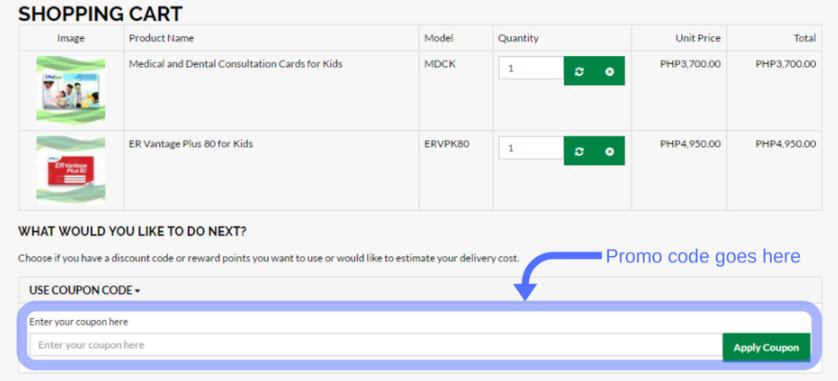 SHOPPING CART
Image Product Name Model Quantity Unit Price Total
Medical and Dental Consultation Cards for Kids MDCK 1 PHP3,700.00 PHP3,700.00
ER Vantage Plus 80 for Kids ERVPK80 1 PHP4,950.00 PHP4,950.00
ERVantage
Plus 80
WHAT WOULD YOU LIKE TO DO NEXT?
Choose if you have a discount code or reward points you want to use or would like to estimate your delivery cost.
Promo code goes here
USE COUPON CODE
Enter your coupon here
Enter your coupon here Apply Coupon